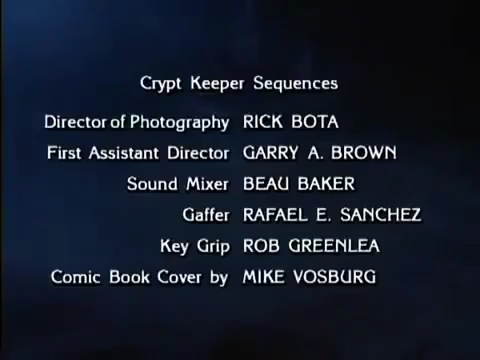 Crypt Keeper Sequences
Director of Photography RICK BOTA
First Assistant Director GARRY A. BROWN
Sound Mixer BEAU BAKER
Gaffer RAFAEL E. SANCHEZ
Key Grip ROB GREENLEA
Comic Book Cover by MIKE VOSBURG